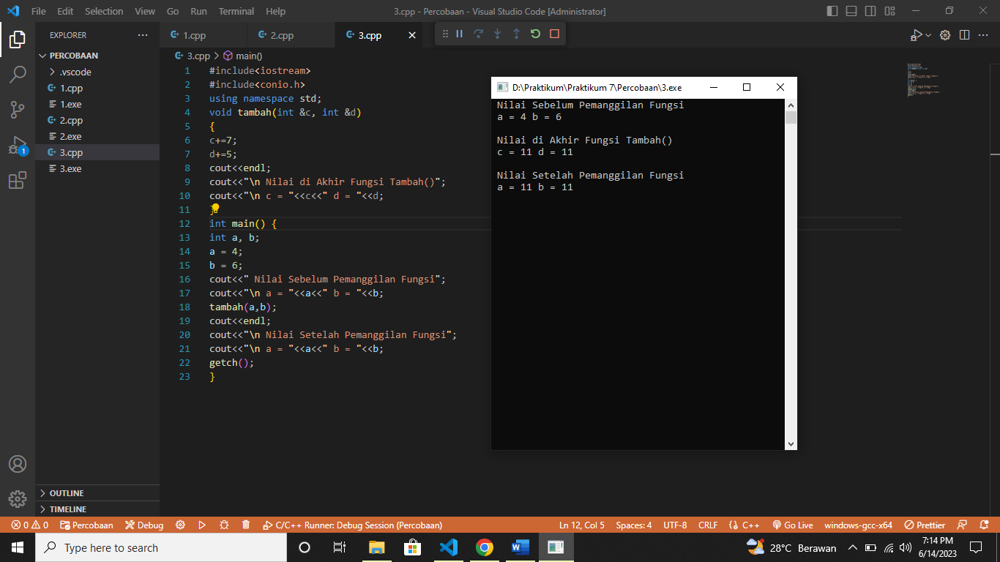 File Edit Selection View Go Run Terminal Help 3.cpp - Percobaan - Visual Studio Code [Administrator]
EXPLORER
1.cpp 2.cpp 3.cpp
PERCOBAAN
.vscode
1.cpp
1.exe
2.cpp
2.exe
3.cpp
3.exe
OUTLINE
TIMELINE
1
3.cpp > main()
1 #include<iostream>
2 #include<conio.h>
3 using namespace std;
4 void tambah(int &c, int &d)
5 {
6 c+=7;
7 d+=5;
8 cout<<endl;
9 cout<<"\n Nilai di Akhir Fungsi Tambah()";
10 cout<<"\n c = "<<c<<" d = "<<d;
11 }
12 int main() {
13 int a, b;
14 a = 4;
15 b = 6;
16 cout<<" Nilai Sebelum Pemanggilan Fungsi";
17 cout<<"\n a = "<<a<<" b = "<<b;
18 tambah(a,b);
19 cout<<endl;
20 cout<<"\n Nilai Setelah Pemanggilan Fungsi";
21 cout<<"\n a = "<<a<<" b = "<<b;
22 getch();
23 }
D:\Praktikum\Praktikum 7\Percobaan\3.exe
Nilai Sebelum Pemanggilan Fungsi
a = 4 b = 6
Nilai di Akhir Fungsi Tambah()
c = 11 d = 11
Nilai Setelah Pemanggilan Fungsi
a = 11 b = 11
0 0 Percobaan Debug C/C++ Runner: Debug Session (Percobaan) Ln 12, Col 5 Spaces: 4 UTF-8 CRLF C++ Go Live windows-gcc-x64 Prettier
Type here to search 28°C Berawan 7:14 PM
6/14/2023